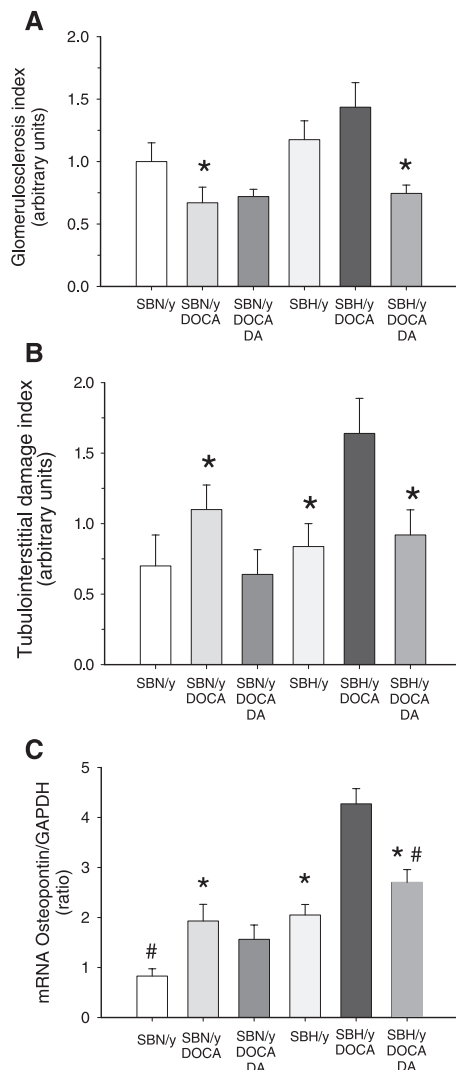 A
Glomerulosclerosis index
(arbitrary units)
2.0
1.5
1.0
0.5
0.0
*
*
SBN/y
SBN/y
DOCA
SBN/y
DOCA
DA
SBH/y
SBH/y
DOCA
SBH/y
DOCA
DA
B
Tubulointerstitial damage index
(arbitrary units)
2.0
1.5
1.0
0.5
0.0
*
*
*
SBN/y
SBN/y
DOCA
SBN/y
DOCA
DA
SBH/y
SBH/y
DOCA
SBH/y
DOCA
DA
C
mRNA Osteopontin/GAPDH
(ratio)
5
4
3
2
1
0
#
*
*
* #
SBN/y
SBN/y
DOCA
SBN/y
DOCA
DA
SBH/y
SBH/y
DOCA
SBH/y
DOCA
DA